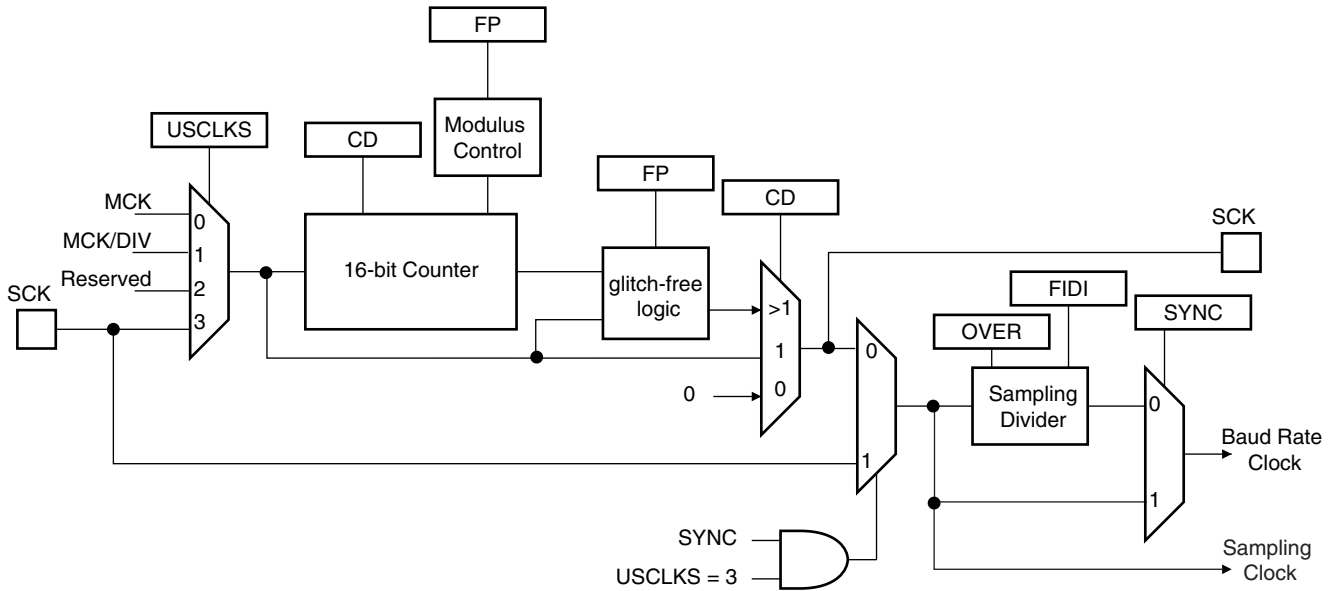 FP
USCLKS
CD
Modulus
Control
FP
CD
MCK
0
MCK/DIV
1
Reserved
2
SCK
3
16-bit Counter
glitch-free
logic
>1
1
0
0
SCK
FIDI
OVER
SYNC
0
1
Sampling
Divider
0
1
Baud Rate
Clock
SYNC
USCLKS = 3
Sampling
Clock